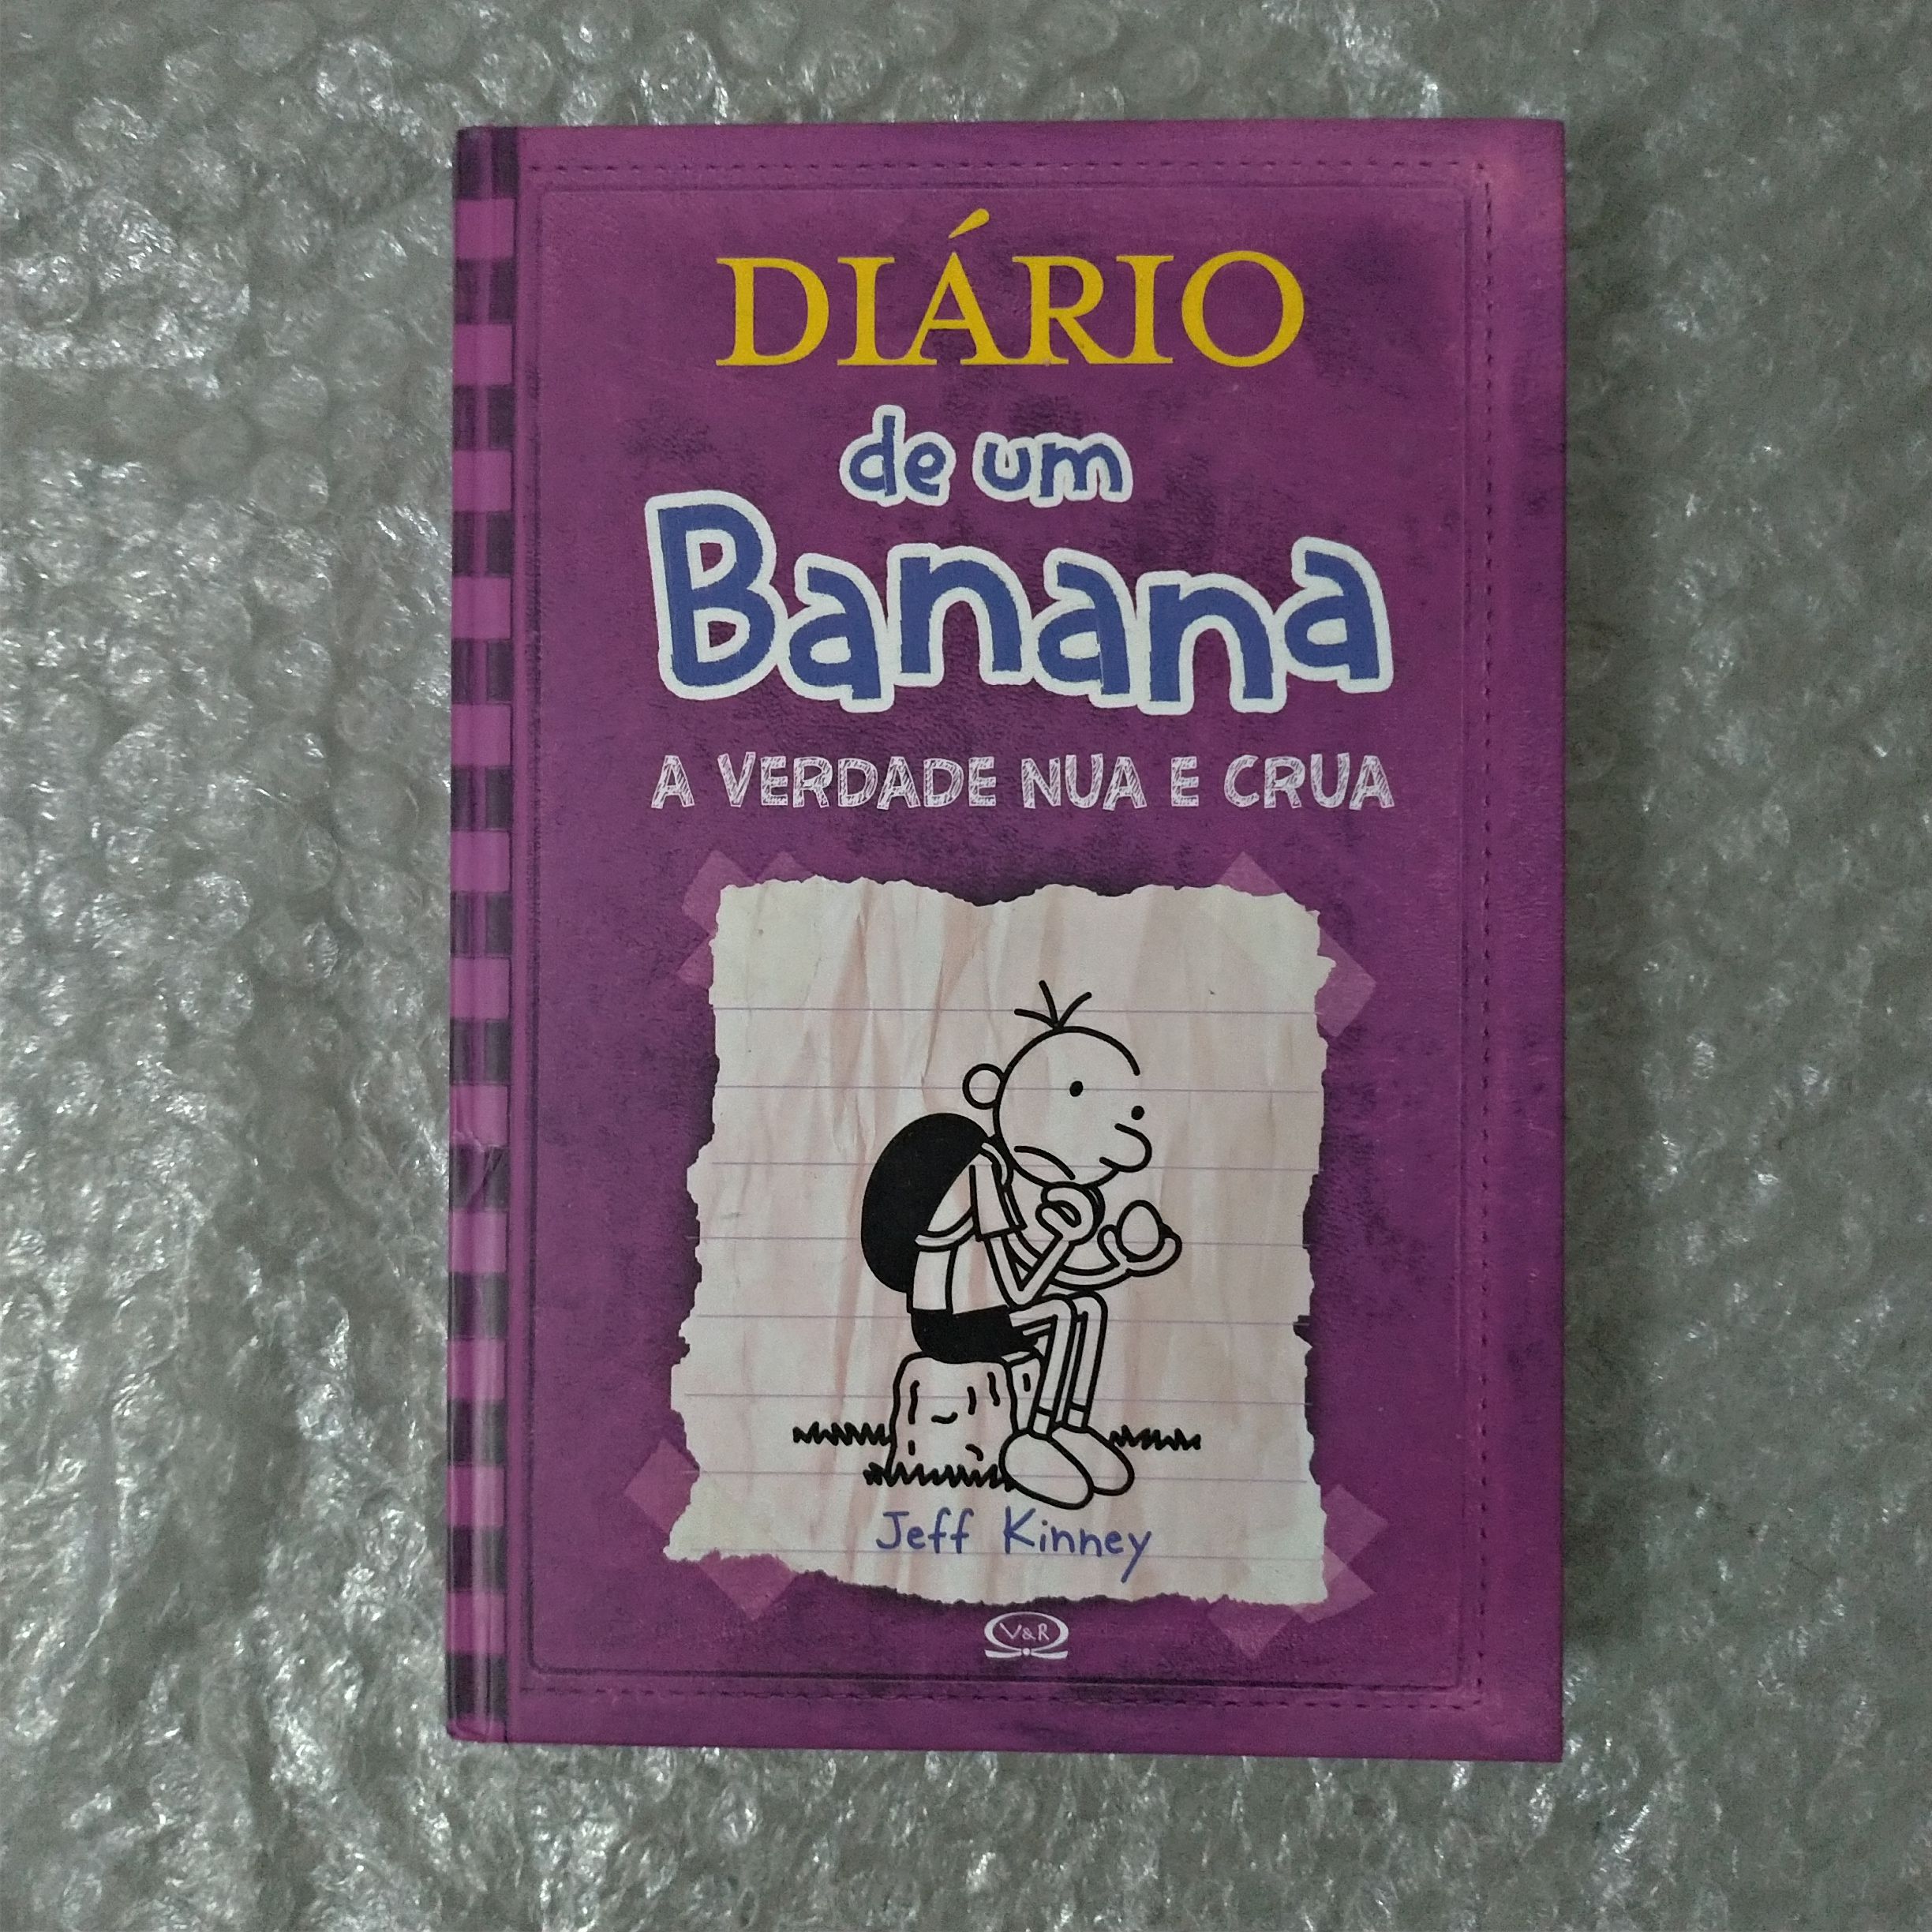 DIÁRIO
de um
Banana
A VERDADE NUA E CRUA
Jeff Kinney
V&R